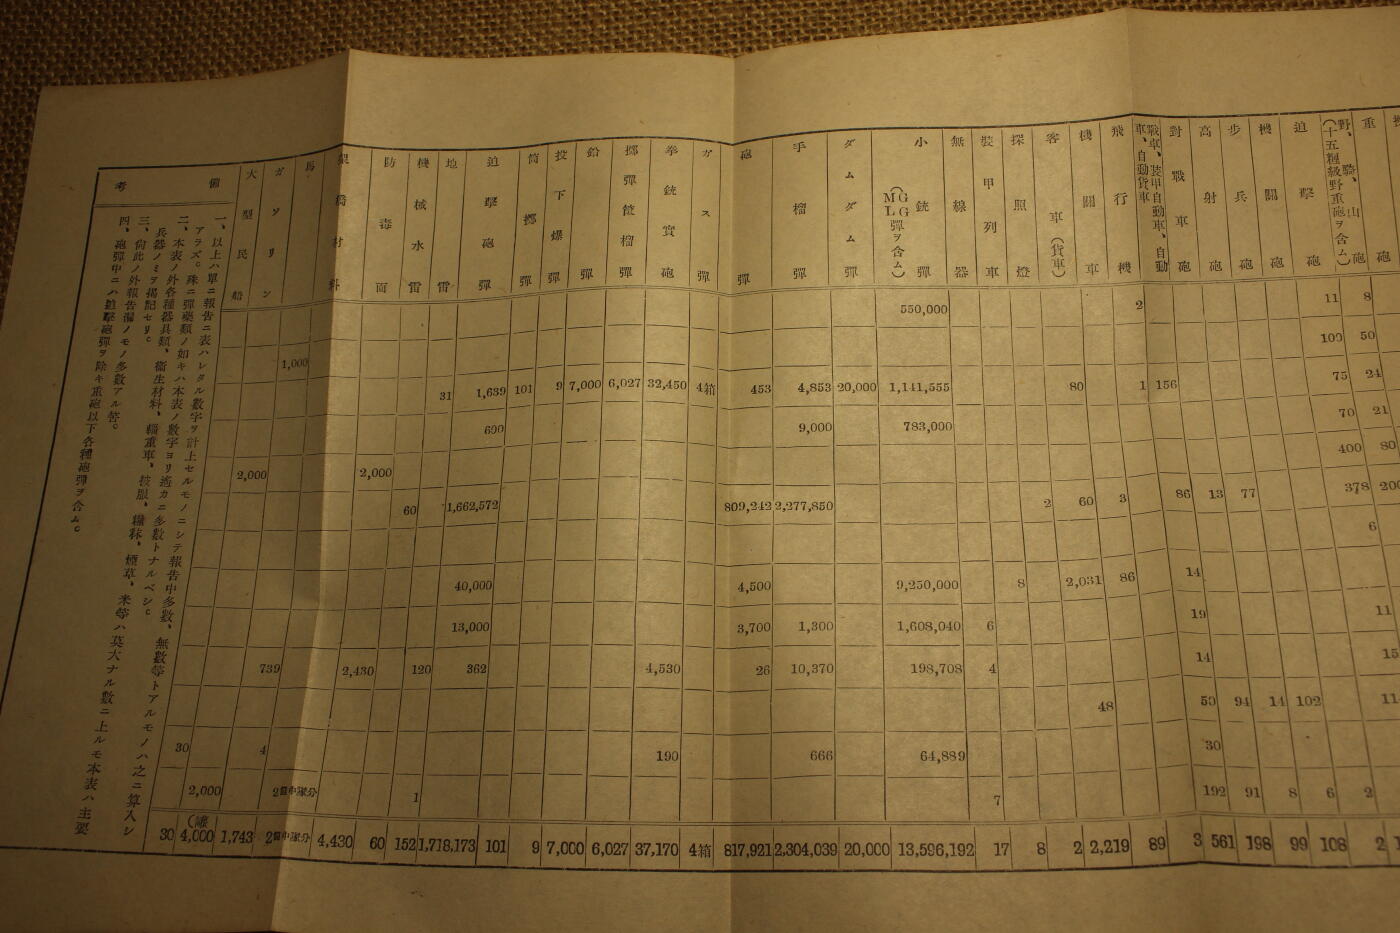 野、騎、山
(十五糎級野重砲ヲ含ム)
迫擊砲
機關砲
步兵砲
高射砲
對戰車砲
戰車、裝甲自動車、自動
車、自動貨車
飛行機
機關車
客車(貨車)
探照燈
裝甲列車
無線器
小銃彈
(MG LG彈ヲ含ム)
ダムダム彈
手榴彈
砲彈
ガス彈
拳銃實砲
擲彈筒榴彈
鉛彈
投下爆彈
筒擲彈
迫擊砲彈
地雷
機械水雷
防毒面
架橋材料
馬
ガソリン
大型民船
備考
550,000 2 11 8
1,000 109 50
31 1,639 101 9 7,000 6,027 32,450 4箱 453 4,853 20,000 1,141,555 80 1 156 75 24
600 9,000 783,000 70 21
2,000 2,000 400 80
60 1,662,572 809,242 2,277,850 2 60 3 86 13 77 378 200
6
40,000 4,500 9,250,000 8 2,031 86 14
13,000 3,700 1,300 1,608,040 6 19 11
739 2,430 120 362 4,530 26 10,370 198,708 4 14 15
48 50 94 14 102
30 4 190 666 64,889 30
2,000 2箇中隊分 1 7 192 91 8 6 2
30 (罐 4,000 1,743 2箇中隊分 4,430 60 152 1,718,173 101 9 7,000 6,027 37,170 4箱 817,921 2,304,039 20,000 13,596,192 17 8 2 2,219 89 3 561 198 99 108 2
一、以上ハ單ニ報告ニ表ハレタル數字ヲ計上セルモノニシテ報告中多數、無數等トアルモノハ之ニ算入シ
アラズ。殊ニ彈藥類ノ如キハ本表ノ數字ヨリ遙カニ多數トナルベシ。
二、本表ノ外各種器具類、衞生材料、輜重車、被服、糧秣、煙草、米等ハ莫大ナル數ニ上ルモ本表ハ主要
兵器ノミヲ揭記セリ。
三、尙此ノ外報告漏ノモノ多數アル筈。
四、砲彈中ニハ迫擊砲彈ヲ除キ重砲以下各種砲彈ヲ含ム。